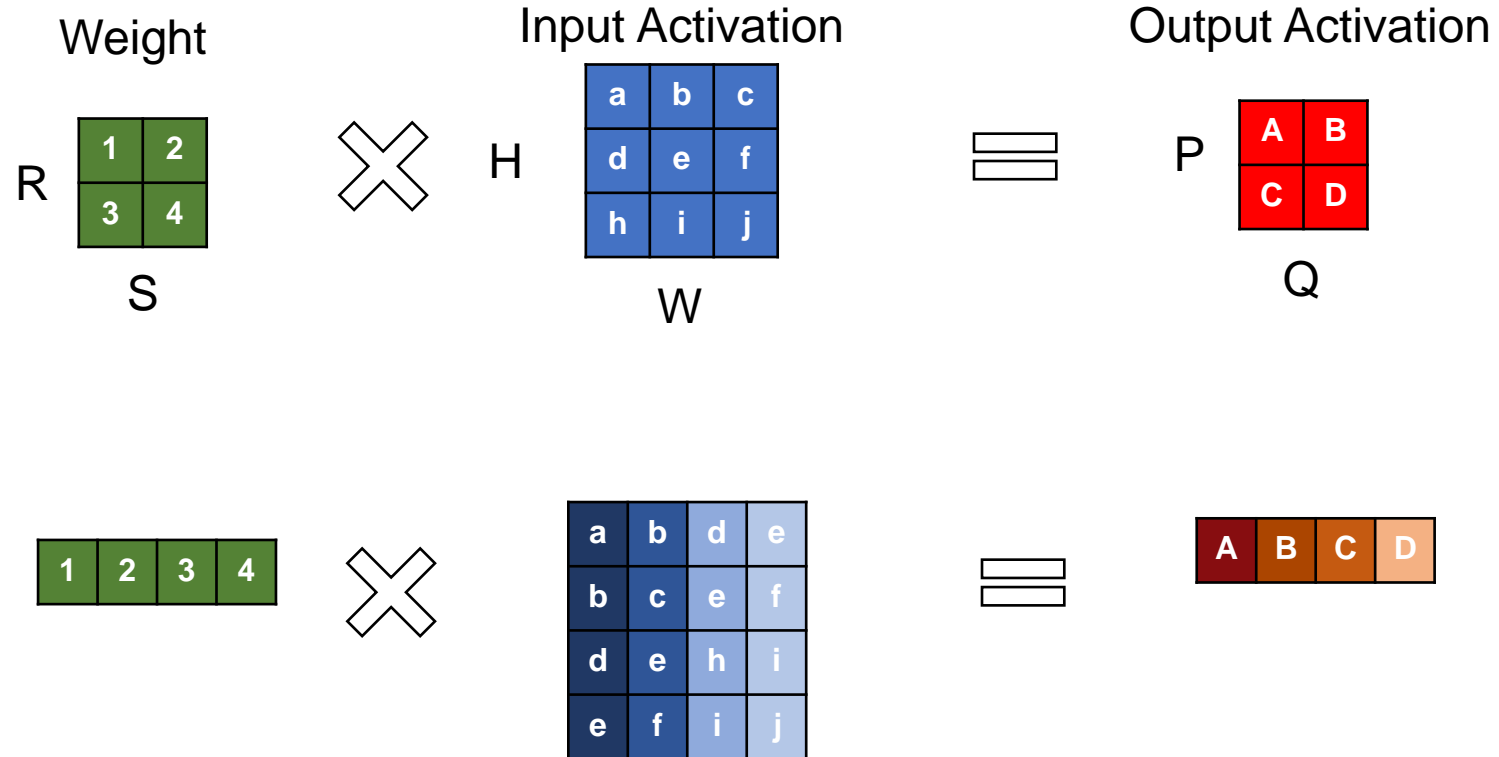 Weight
Input Activation
Output Activation
R
1 2
3 4
S
H
a b c
d e f
h i j
W
P
A B
C D
Q
1 2 3 4
a b d e
b c e f
d e h i
e f i j
A B C D